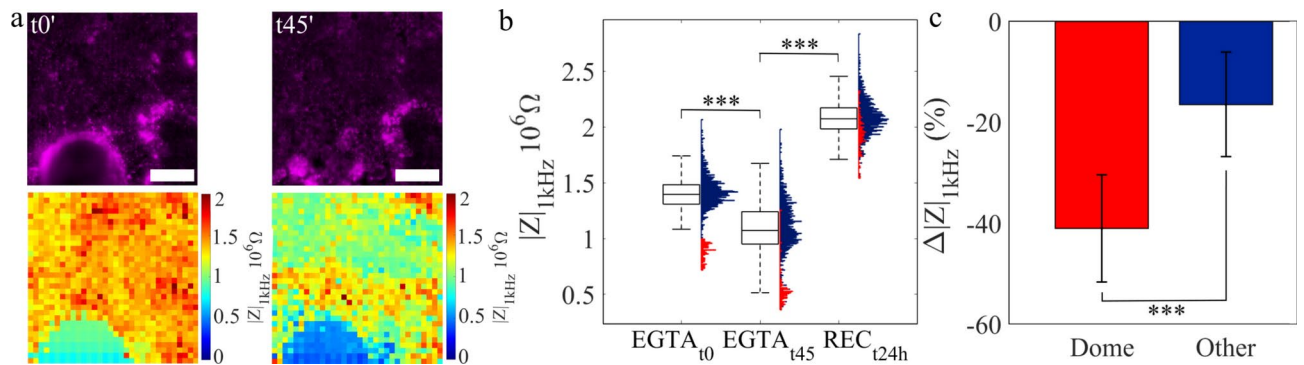 a
t0'
t45'
2
1.5
1
0.5
0
|Z|1kHz 10^6Ω
2
1.5
1
0.5
0
|Z|1kHz 10^6Ω
b
|Z|1kHz 10^6Ω
2.5
2
1.5
1
0.5
***
***
EGTAt0 EGTAt45 RECt24h
c
Δ|Z|1kHz (%)
0
-20
-40
-60
***
Dome Other